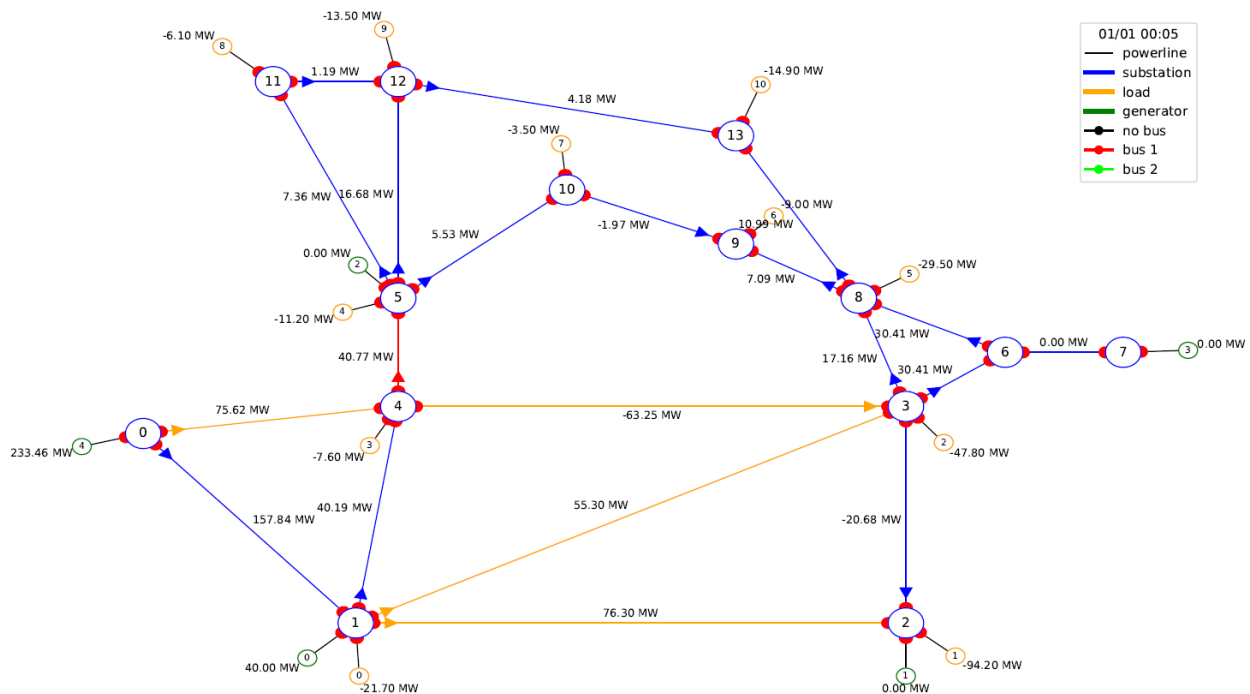 01/01 00:05
powerline
substation
load
generator
no bus
bus 1
bus 2
-13.50 MW
9
-6.10 MW
8
11
1.19 MW
12
-14.90 MW
10
4.18 MW
13
-3.50 MW
7
10
7.36 MW
16.68 MW
5.53 MW
-1.97 MW
-9.00 MW
6
10.99 MW
9
0.00 MW
2
7.09 MW
-29.50 MW
5
5
8
4
-11.20 MW
30.41 MW
17.16 MW
6
0.00 MW
7
3
0.00 MW
40.77 MW
30.41 MW
75.62 MW
4
-63.25 MW
3
0
4
233.46 MW
3
-7.60 MW
2
-47.80 MW
55.30 MW
40.19 MW
157.84 MW
-20.68 MW
1
76.30 MW
2
0
40.00 MW
0
-21.70 MW
1
-94.20 MW
1
0.00 MW